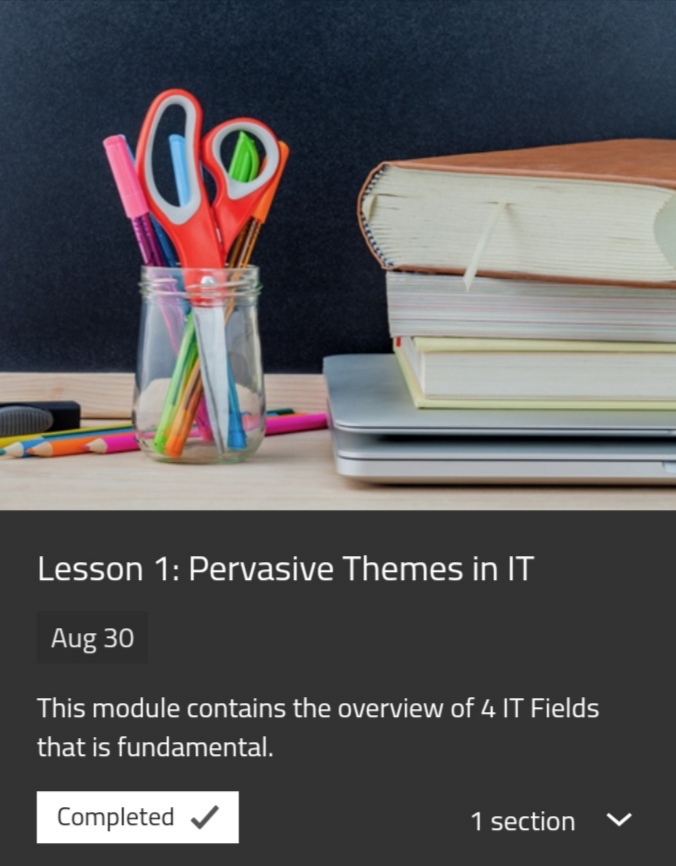 Lesson 1: Pervasive Themes in IT
Aug 30
This module contains the overview of 4 IT Fields
that is fundamental.
Completed
1 section